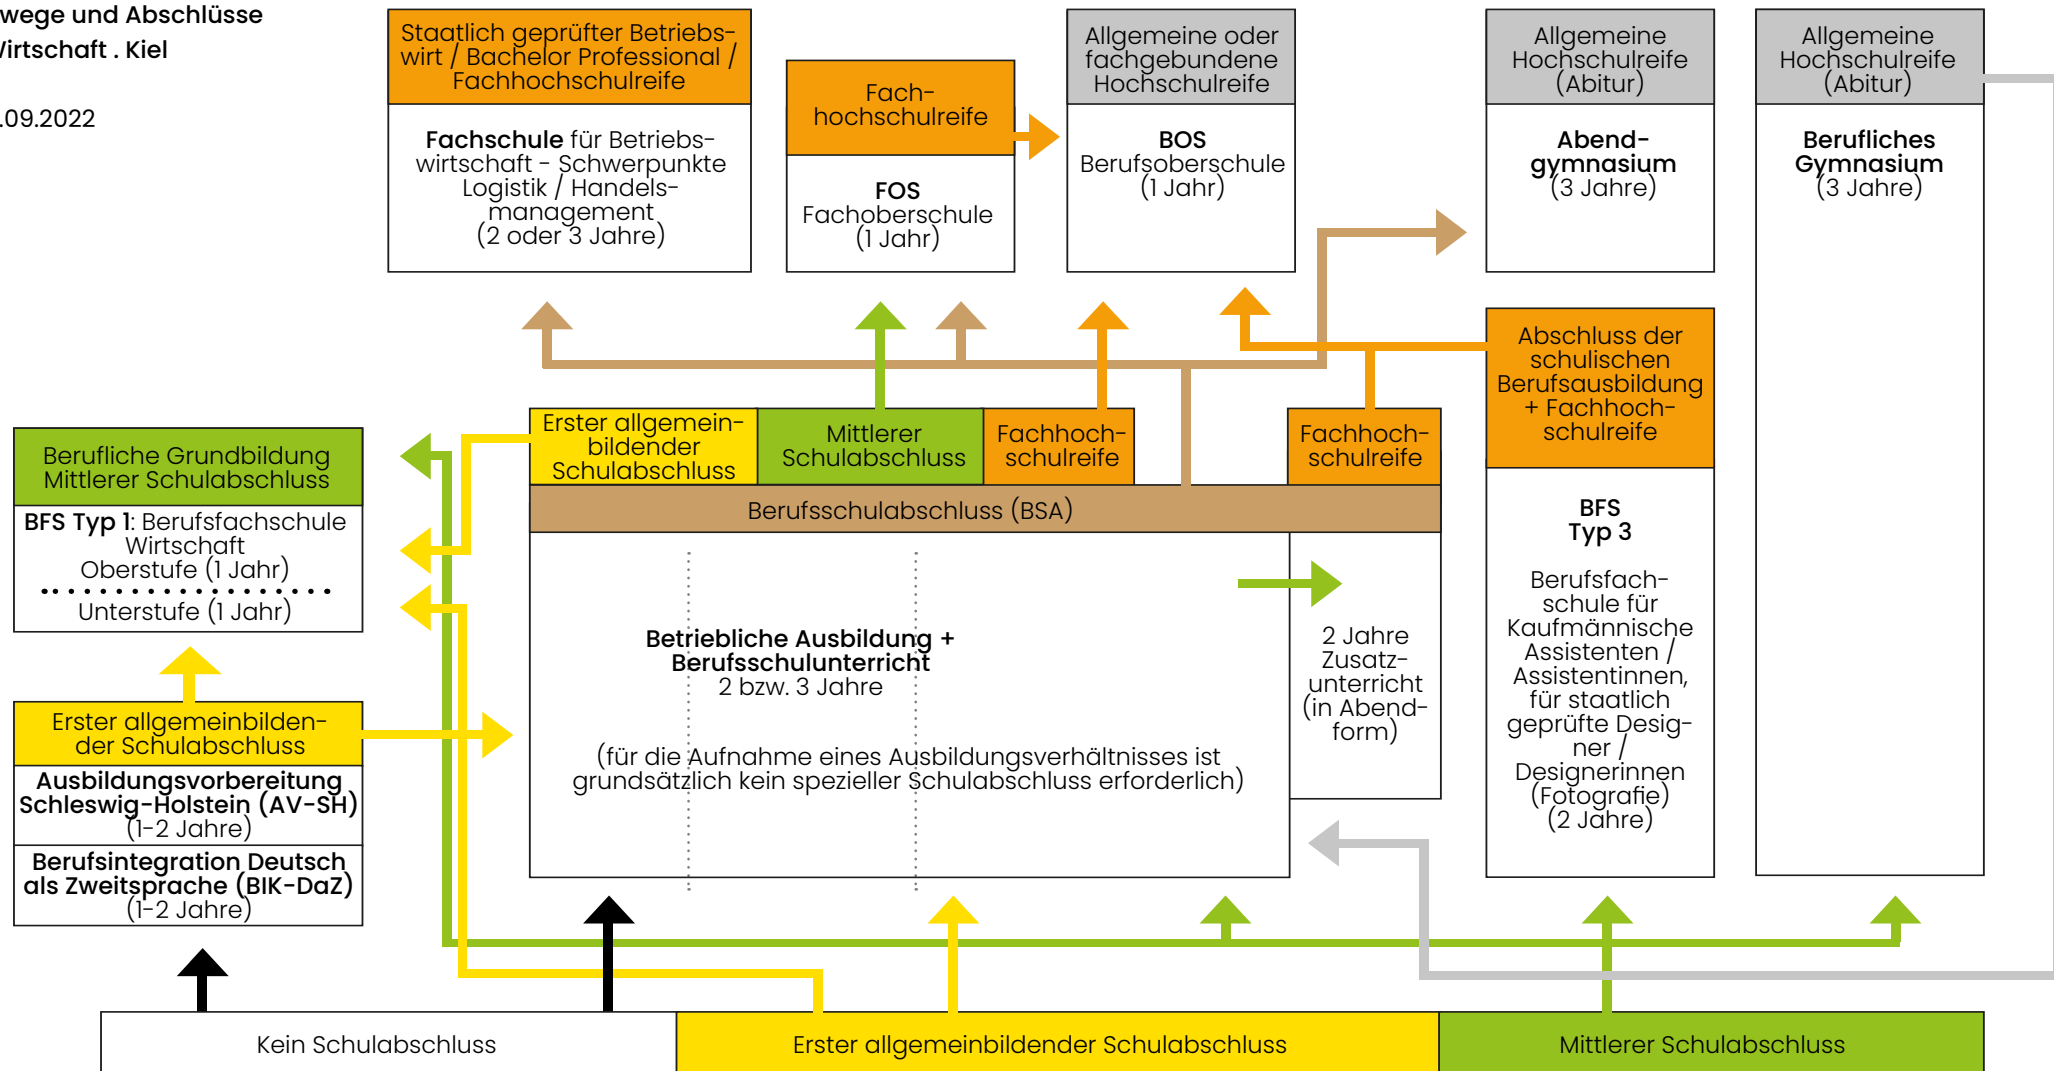 wege und Abschlüsse
Wirtschaft . Kiel
.09.2022
Staatlich geprüfter Betriebs-
wirt / Bachelor Professional /
Fachhochschulreife
Fachschule für Betriebs-
wirtschaft - Schwerpunkte
Logistik / Handels-
management
(2 oder 3 Jahre)
Fach-
hochschulreife
FOS
Fachoberschule
(1 Jahr)
Allgemeine oder
fachgebundene
Hochschulreife
BOS
Berufsoberschule
(1 Jahr)
Allgemeine
Hochschulreife
(Abitur)
Abend-
gymnasium
(3 Jahre)
Allgemeine
Hochschulreife
(Abitur)
Berufliches
Gymnasium
(3 Jahre)
Berufliche Grundbildung
Mittlerer Schulabschluss
BFS Typ 1: Berufsfachschule
Wirtschaft
Oberstufe (1 Jahr)
Unterstufe (1 Jahr)
Erster allgemeinbilden-
der Schulabschluss
Ausbildungsvorbereitung
Schleswig-Holstein (AV-SH)
(1-2 Jahre)
Berufsintegration Deutsch
als Zweitsprache (BIK-DaZ)
(1-2 Jahre)
Erster allgemein-
bildender
Schulabschluss
Mittlerer
Schulabschluss
Fachhoch-
schulreife
Fachhoch-
schulreife
Berufsschulabschluss (BSA)
Betriebliche Ausbildung +
Berufsschulunterricht
2 bzw. 3 Jahre
(für die Aufnahme eines Ausbildungsverhältnisses ist
grundsätzlich kein spezieller Schulabschluss erforderlich)
2 Jahre
Zusatz-
unterricht
(in Abend-
form)
Abschluss der
schulischen
Berufsausbildung
+ Fachhoch-
schulreife
BFS
Typ 3
Berufsfach-
schule für
Kaufmännische
Assistenten /
Assistentinnen,
für staatlich
geprüfte Desig-
ner /
Designerinnen
(Fotografie)
(2 Jahre)
Kein Schulabschluss
Erster allgemeinbildender Schulabschluss
Mittlerer Schulabschluss